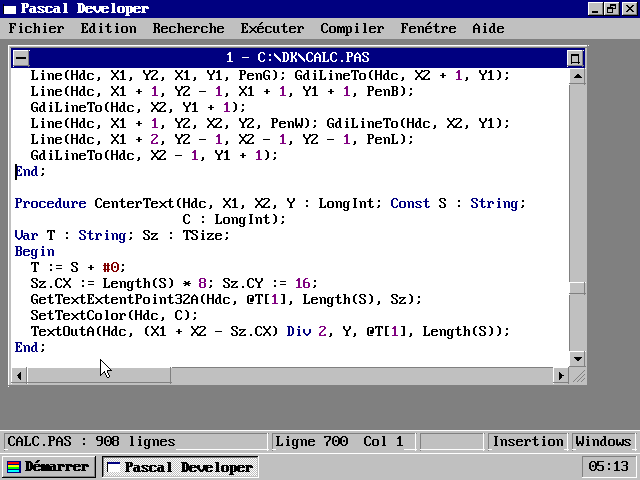 Pascal Developer
Fichier Edition Recherche Exécuter Compiler Fenétre Aide
1 - C:\DK\CALC.PAS
Line(Hdc, X1, Y2, X1, Y1, PenG); GdiLineTo(Hdc, X2 + 1, Y1);
Line(Hdc, X1 + 1, Y2 - 1, X1 + 1, Y1 + 1, PenB);
GdiLineTo(Hdc, X2, Y1 + 1);
Line(Hdc, X1 + 1, Y2, X2, Y2, PenW); GdiLineTo(Hdc, X2, Y1);
Line(Hdc, X1 + 2, Y2 - 1, X2 - 1, Y2 - 1, PenL);
GdiLineTo(Hdc, X2 - 1, Y1 + 1);
End;
Procedure CenterText(Hdc, X1, X2, Y : LongInt; Const S : String;
C : LongInt);
Var T : String; Sz : TSize;
Begin
T := S + #0;
Sz.CX := Length(S) * 8; Sz.CY := 16;
GetTextExtentPoint32A(Hdc, @T[1], Length(S), Sz);
SetTextColor(Hdc, C);
TextOutA(Hdc, (X1 + X2 - Sz.CX) Div 2, Y, @T[1], Length(S));
End;
CALC.PAS : 908 lignes Ligne 700 Col 1 Insertion Windows
Démarrer Pascal Developer 05:13